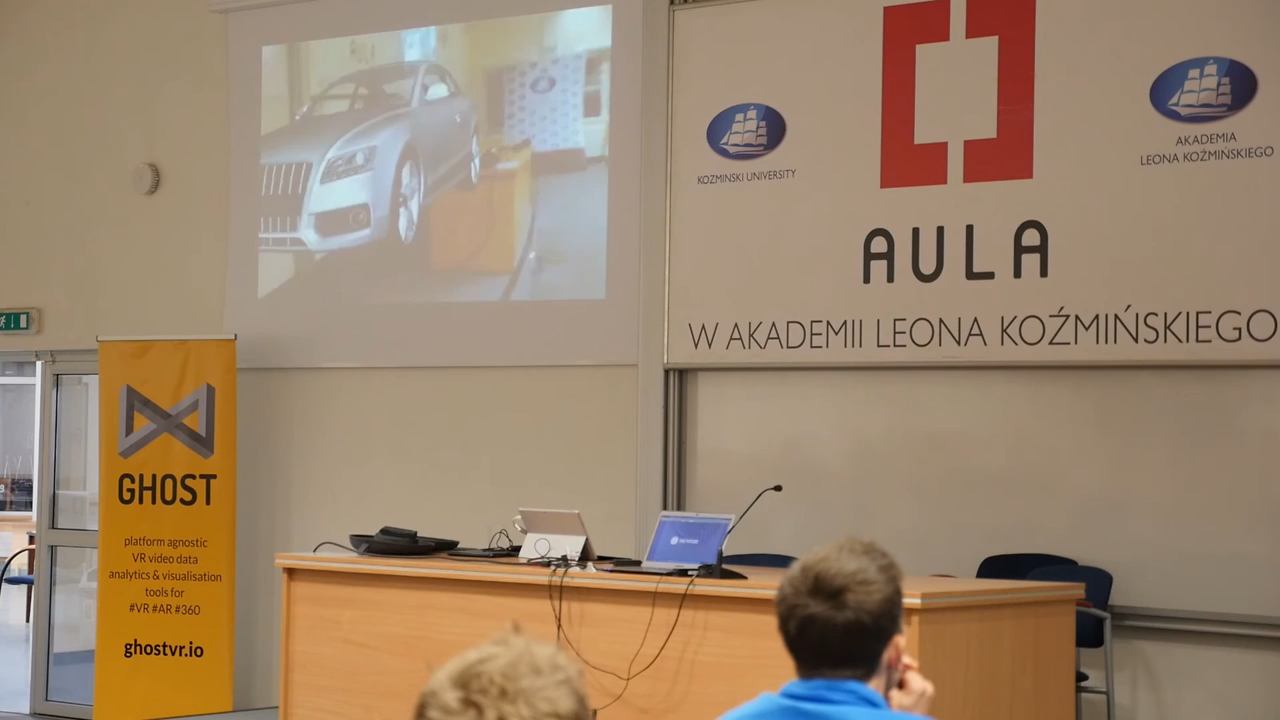 GHOST
platform agnostic
VR video data
analytics & visualisation
tools for
#VR #AR #360
ghostvr.io
KOZMINSKI UNIVERSITY
AKADEMIA
LEONA KOŹMIŃSKIEGO
AULA
W AKADEMII LEONA KOŹMIŃSKIEGO